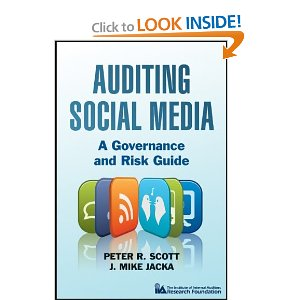 Click to LOOK INSIDE!
AUDITING
SOCIAL MEDIA
A Governance
and Risk Guide
PETER R. SCOTT
J. MIKE JACKA
The Institute of Internal Auditors
Research Foundation